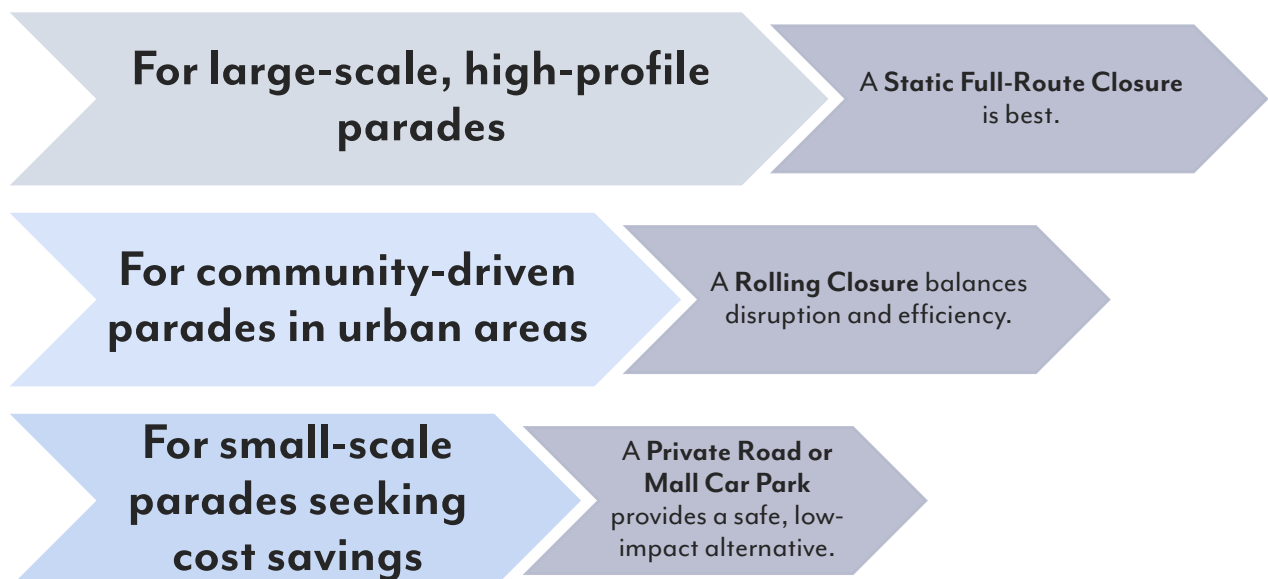 For large-scale, high-profile
parades
A Static Full-Route Closure
is best.
For community-driven
parades in urban areas
A Rolling Closure balances
disruption and efficiency.
For small-scale
parades seeking
cost savings
A Private Road or
Mall Car Park
provides a safe, low-
impact alternative.